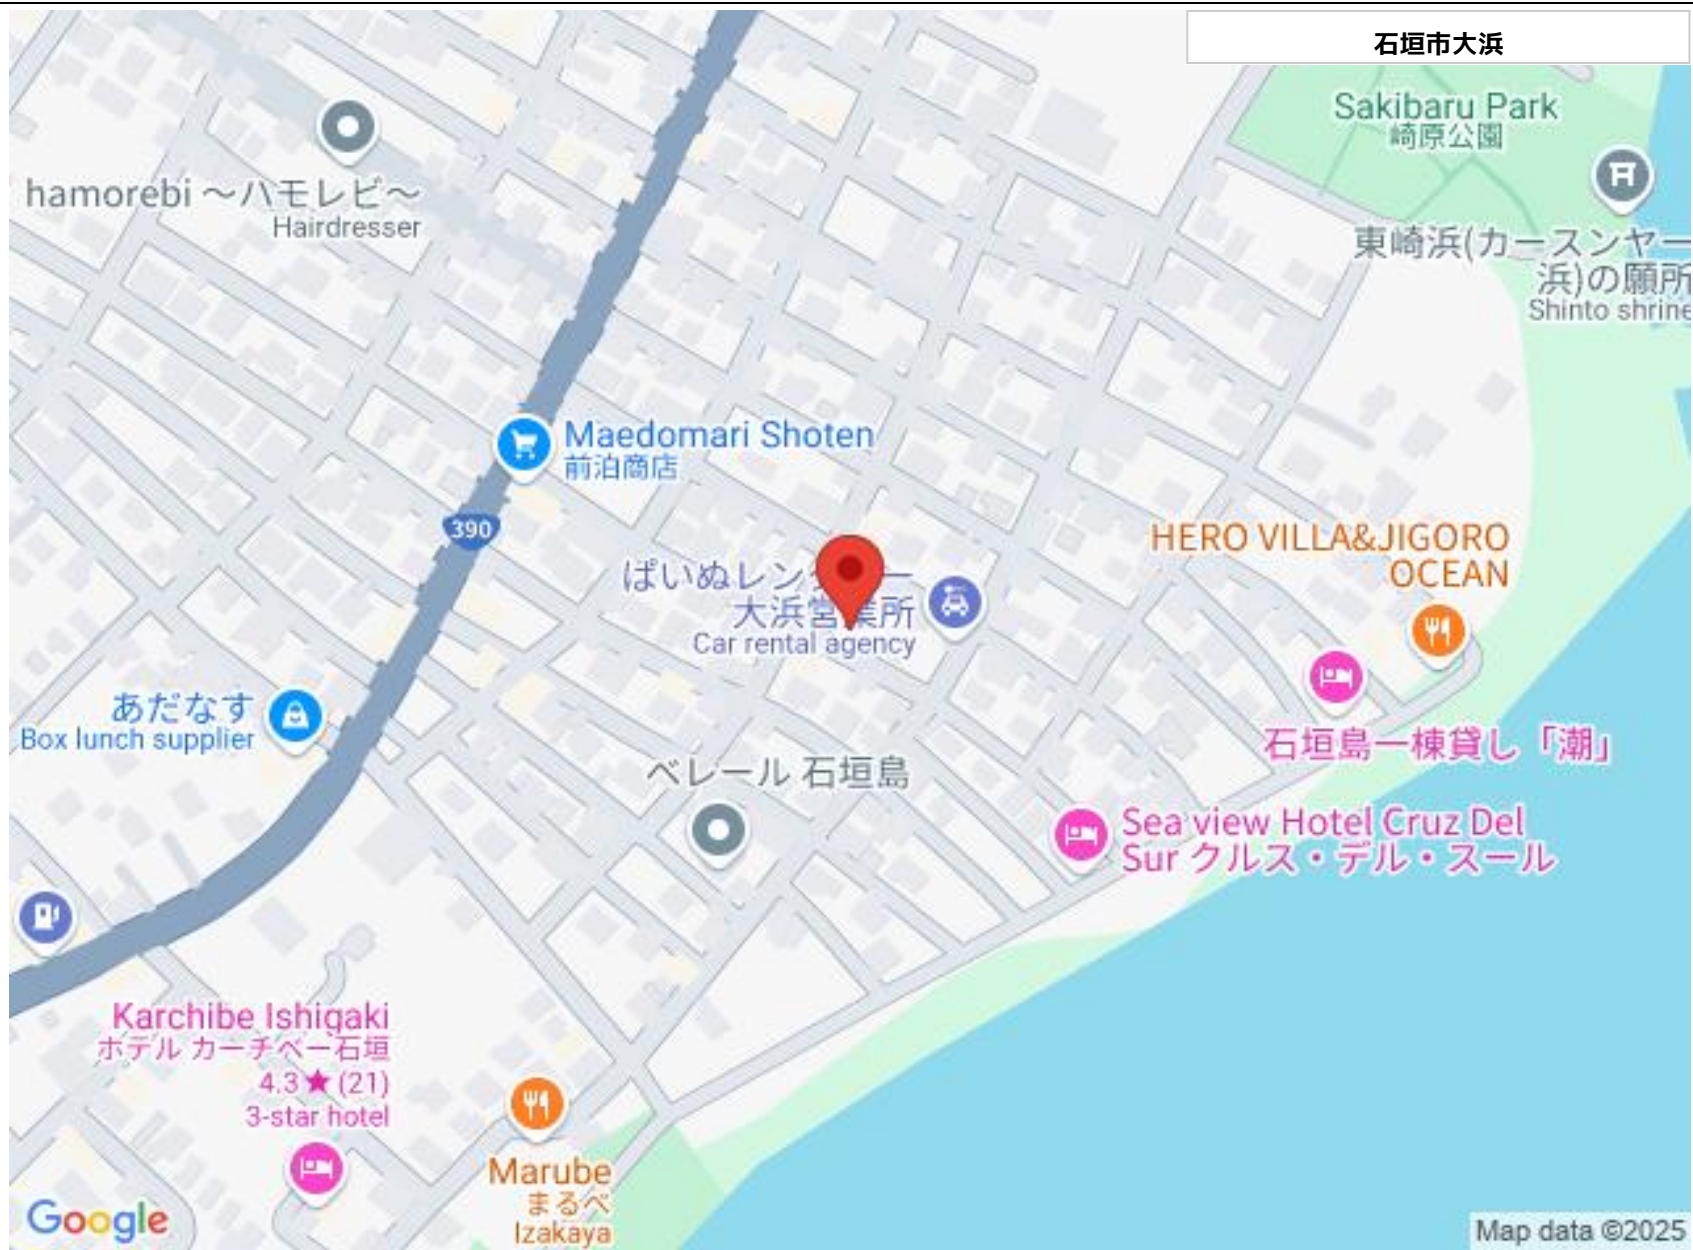 石垣市大浜
Sakibaru Park
崎原公園
hamorebi ～ハモレビ～
Hairdresser
東崎浜(カースンヤー
浜)の願所
Shinto shrine
Maedomari Shoten
前泊商店
390
HERO VILLA&JIGORO
OCEAN
ぱいぬレン
大浜営業所
Car rental agency
あだなす
Box lunch supplier
石垣島一棟貸し「潮」
ベレール 石垣島
Sea view Hotel Cruz Del
Sur クルス・デル・スール
Karchibe Ishigaki
ホテル カーチベー石垣
4.3★(21)
3-star hotel
Marube
まるべ
Izakaya
Google
Map data ©2025